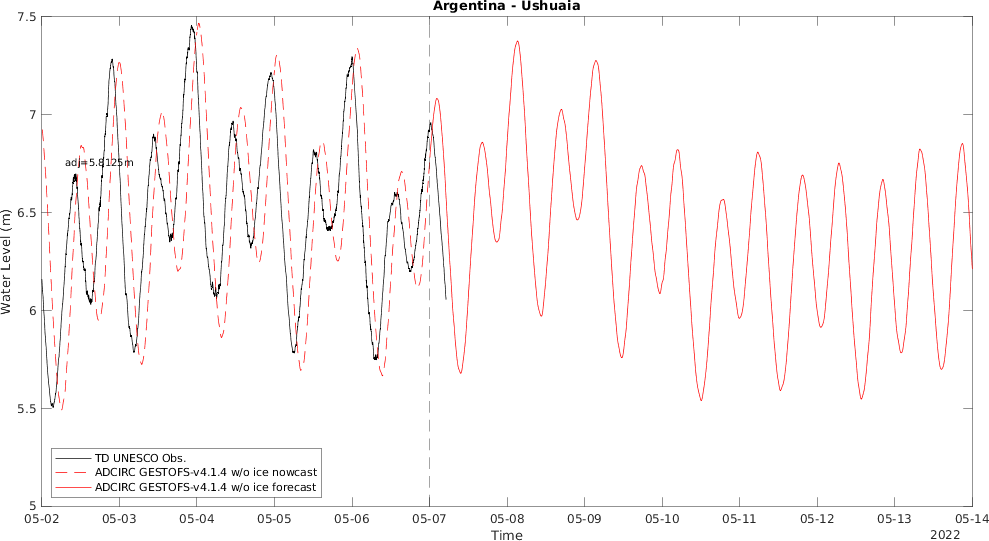 Argentina - Ushuaia
7.5
7
6.5
6
5.5
5
Water Level (m)
adj=5.8125m
TD UNESCO Obs.
ADCIRC GESTOFS-v4.1.4 w/o ice nowcast
ADCIRC GESTOFS-v4.1.4 w/o ice forecast
05-02 05-03 05-04 05-05 05-06 05-07 05-08 05-09 05-10 05-11 05-12 05-13 05-14
Time
2022